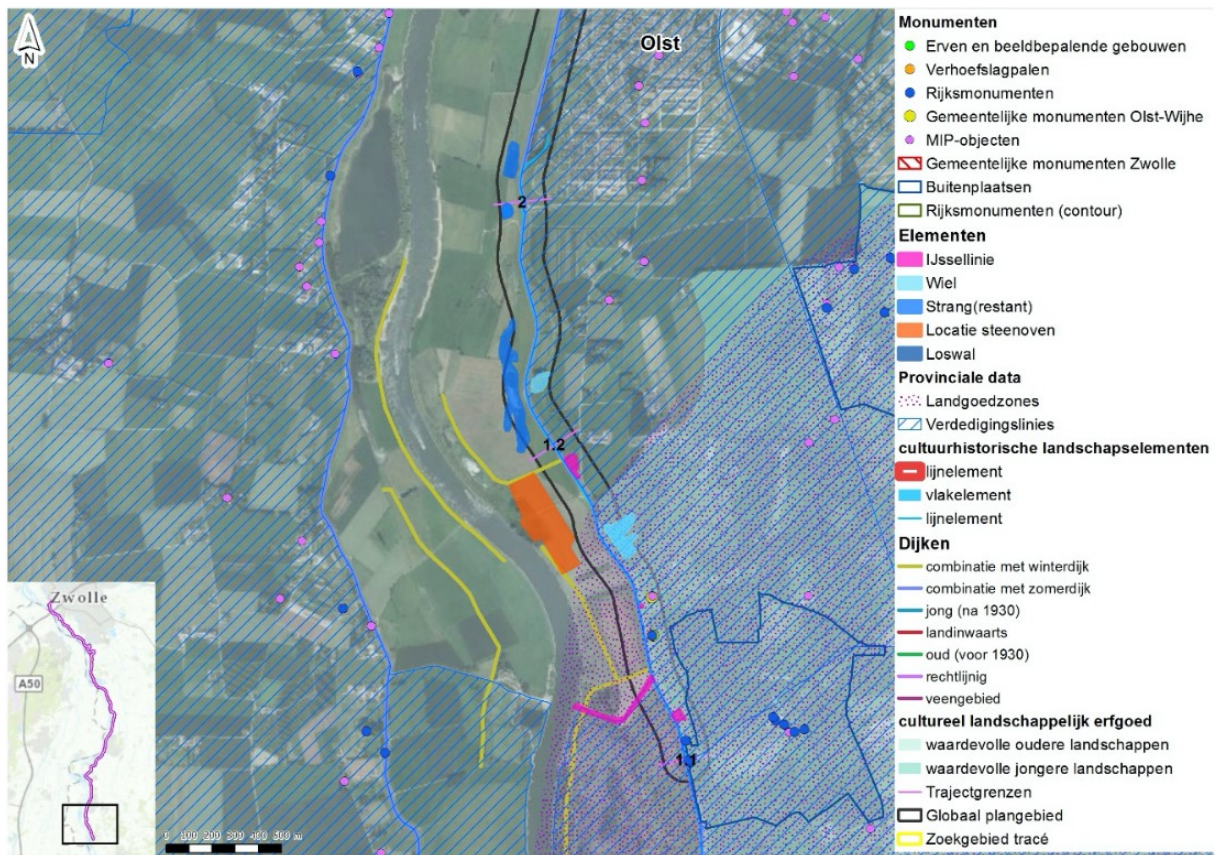 N
Olst
2
1.2
1.1
Zwolle
A50
0 100 200 300 400 500 m
Monumenten
Erven en beeldbepalende gebouwen
Verhoefslagpalen
Rijksmonumenten
Gemeentelijke monumenten Olst-Wijhe
MIP-objecten
Gemeentelijke monumenten Zwolle
Buitenplaatsen
Rijksmonumenten (contour)
Elementen
IJssellinie
Wiel
Strang(restant)
Locatie steenoven
Loswal
Provinciale data
Landgoedzones
Verdedigingslinies
cultuurhistorische landschapselementen
lijnelement
vlakelement
lijnelement
Dijken
combinatie met winterdijk
combinatie met zomerdijk
jong (na 1930)
landinwaarts
oud (voor 1930)
rechtlijnig
veengebied
cultureel landschappelijk erfgoed
waardevolle oudere landschappen
waardevolle jongere landschappen
Trajectgrenzen
Globaal plangebied
Zoekgebied tracé